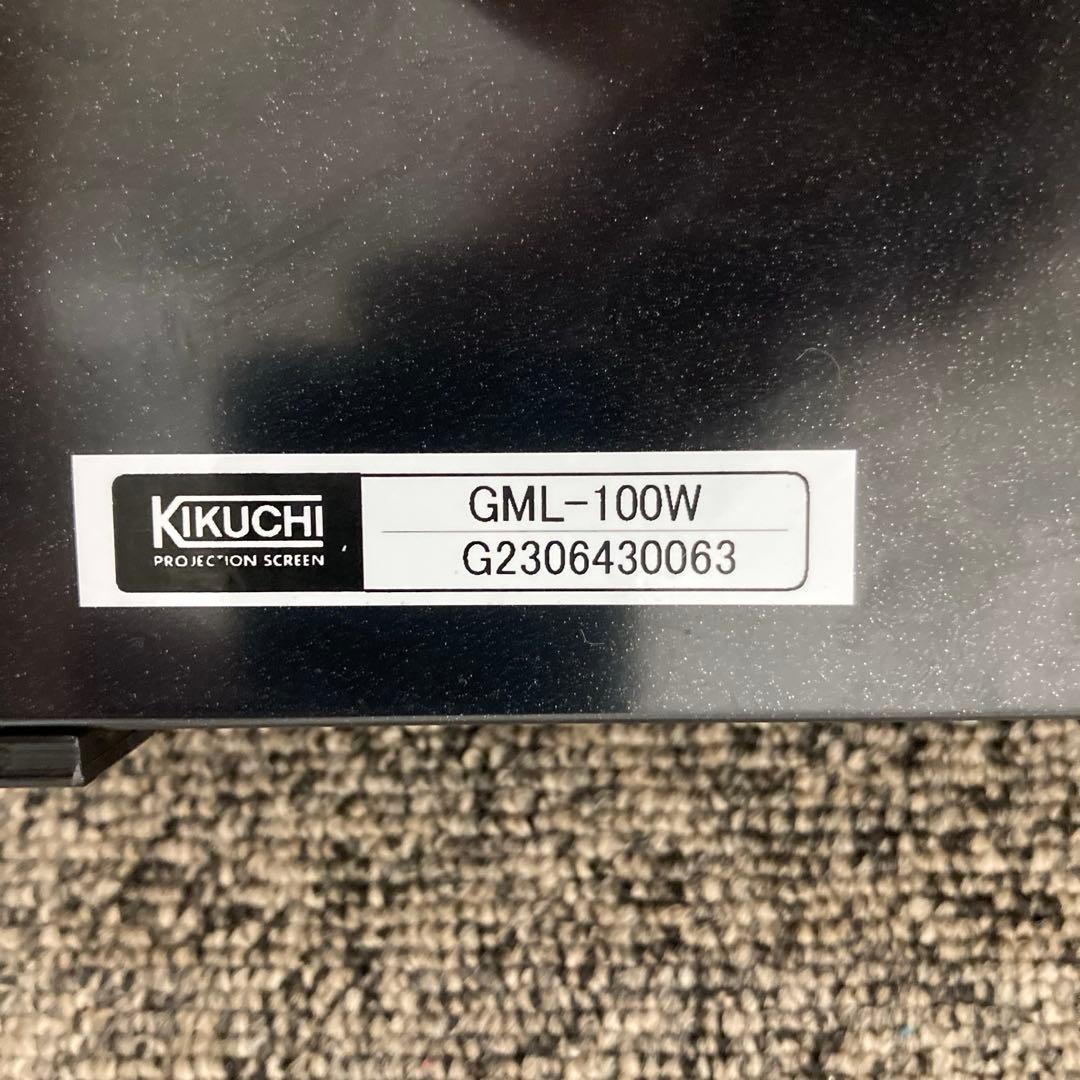 KIKUCHI
PROJECTION SCREEN
GML-100W
G2306430063